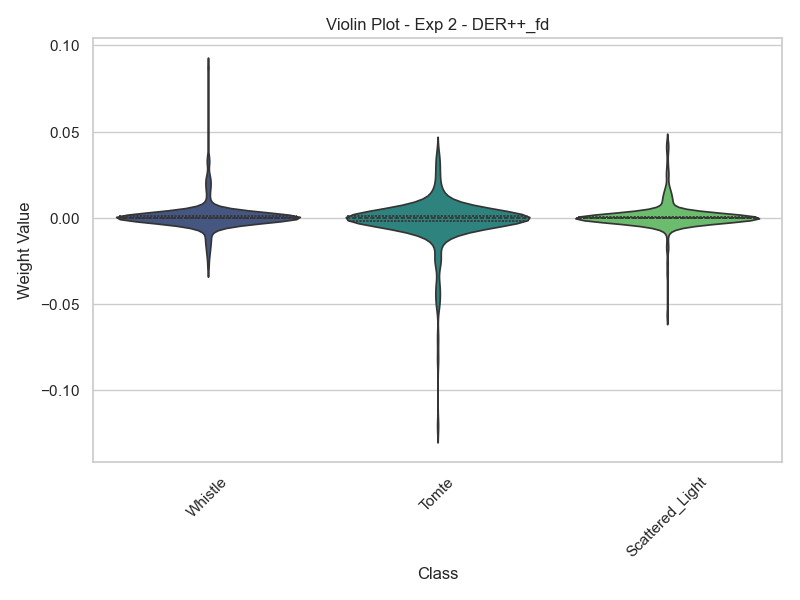 Violin Plot - Exp 2 - DER++_fd
Weight Value
0.10
0.05
0.00
−0.05
−0.10
Whistle
Tomte
Scattered_Light
Class